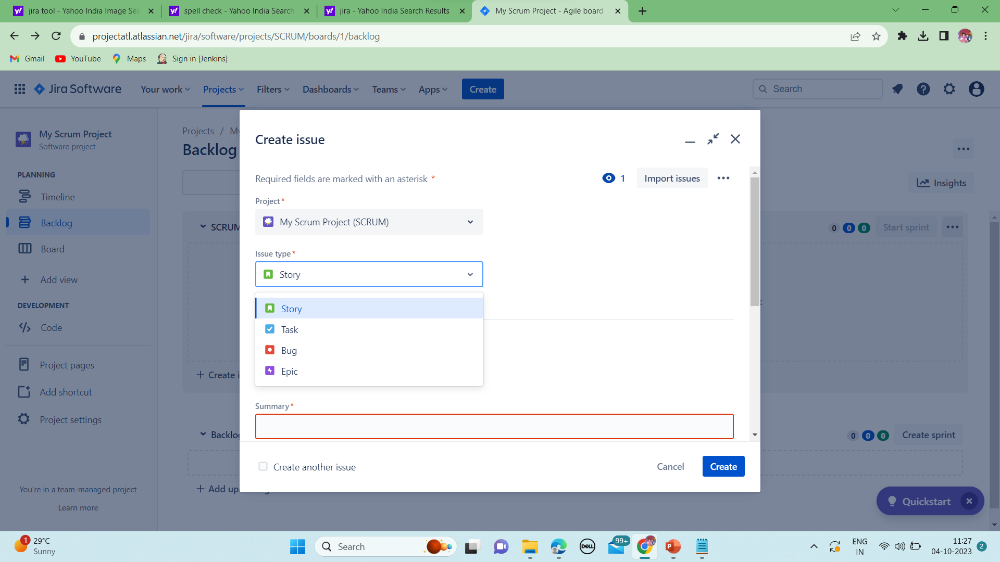 jira tool - Yahoo India Image Sea
spell check - Yahoo India Search
jira - Yahoo India Search Results
My Scrum Project - Agile board
projectatl.atlassian.net/jira/software/projects/SCRUM/boards/1/backlog
Gmail
YouTube
Maps
Sign in [Jenkins]
Jira Software
Your work
Projects
Filters
Dashboards
Teams
Apps
Create
Search
My Scrum Project
Software project
PLANNING
Timeline
Backlog
Board
Add view
DEVELOPMENT
Code
Project pages
Add shortcut
Project settings
You're in a team-managed project
Learn more
Projects / My
Backlog
Insights
SCRUM
0 0 0
Start sprint
+ Create i
Backlog
0 0 0
Create sprint
+ Add up
Create issue
Required fields are marked with an asterisk *
1
Import issues
Project *
My Scrum Project (SCRUM)
Issue type *
Story
Story
Task
Bug
Epic
Summary *
Create another issue
Cancel
Create
Quickstart
1
29°C
Sunny
Search
DELL
99+
P
ENG
IN
11:27
04-10-2023
2